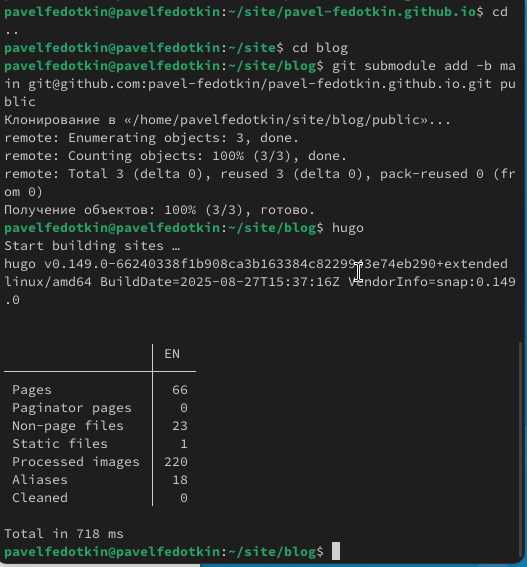 pavelfedotkin@pavelfedotkin:~/site/pavel-fedotkin.github.io$ cd
..
pavelfedotkin@pavelfedotkin:~/site$ cd blog
pavelfedotkin@pavelfedotkin:~/site/blog$ git submodule add -b ma
in git@github.com:pavel-fedotkin/pavel-fedotkin.github.io.git pu
blic
Клонирование в «/home/pavelfedotkin/site/blog/public»...
remote: Enumerating objects: 3, done.
remote: Counting objects: 100% (3/3), done.
remote: Total 3 (delta 0), reused 3 (delta 0), pack-reused 0 (fr
om 0)
Получение объектов: 100% (3/3), готово.
pavelfedotkin@pavelfedotkin:~/site/blog$ hugo
Start building sites …
hugo
linux/amd64 BuildDate=2025-08-27T15:37:16Z VendorInfo=snap:0.149
.0
EN
Pages 66
Paginator pages 0
Non-page files 23
Static files 1
Processed images 220
Aliases 18
Cleaned 0
Total in 718 ms
pavelfedotkin@pavelfedotkin:~/site/blog$